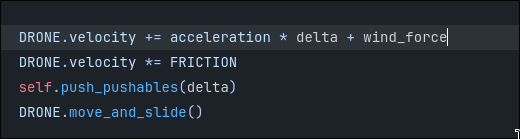 DRONE.velocity += acceleration * delta + wind_force
DRONE.velocity *= FRICTION
self.push_pushables(delta)
DRONE.move_and_slide()